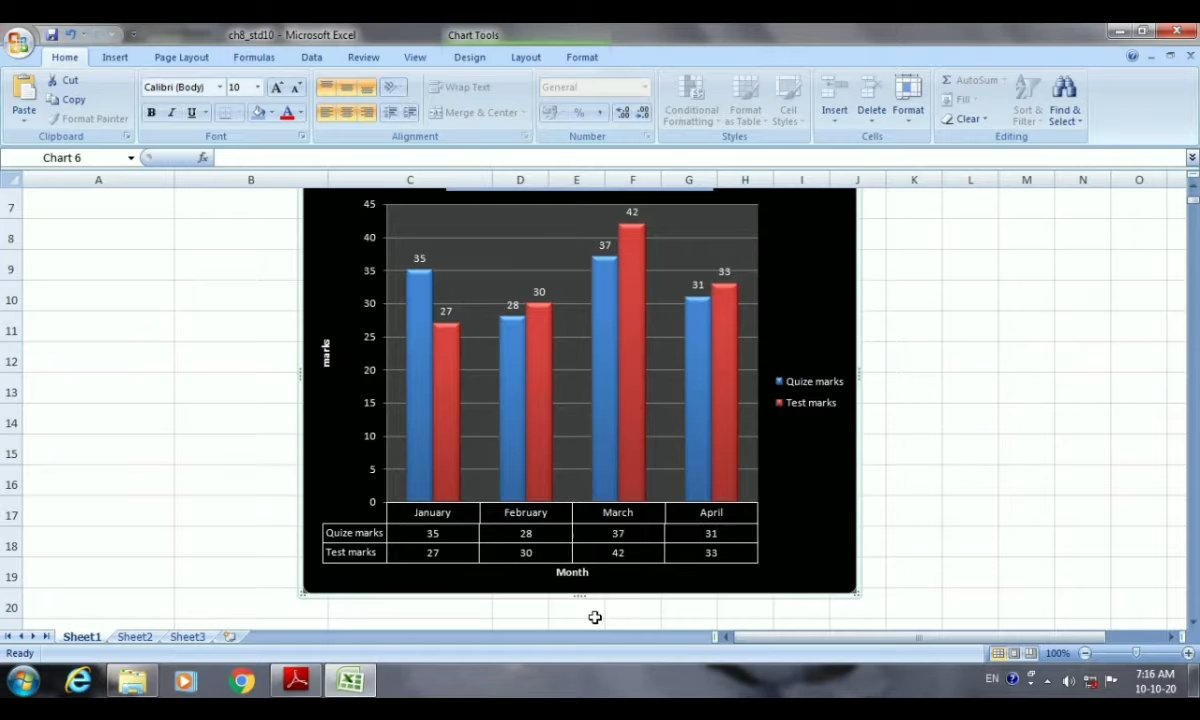 ch8_std10 - Microsoft Excel
Chart Tools
Home Insert Page Layout Formulas Data Review View Design Layout Format
Paste
Cut
Copy
Format Painter
Clipboard
Calibri (Body) 10
B I U
Font
Wrap Text
Merge & Center
Alignment
General
Number
Conditional Formatting
Format as Table
Cell Styles
Styles
Insert Delete Format
Cells
AutoSum
Fill
Clear
Sort & Filter
Find & Select
Editing
Chart 6
fx
A B C D E F G H I J K L M N O
7
8
9
10
11
12
13
14
15
16
17
18
19
20
45
40
35
30
25
20
15
10
5
0
marks
35 27 28 30 37 42 31 33
Quize marks
Test marks
January February March April
Quize marks 35 28 37 31
Test marks 27 30 42 33
Month
Sheet1 Sheet2 Sheet3
Ready
100%
EN
7:16 AM
10-10-20